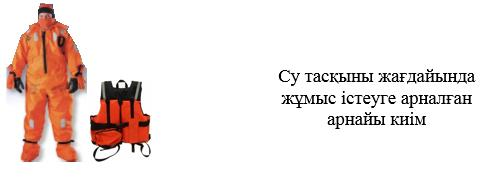 Су тасқыны жағдайында
жұмыс істеуге арналған
арнайы киім